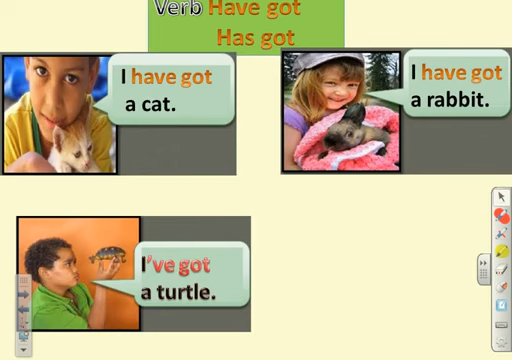 Verb Have got
Has got
I have got
a cat.
I have got
a rabbit.
I've got
a turtle.